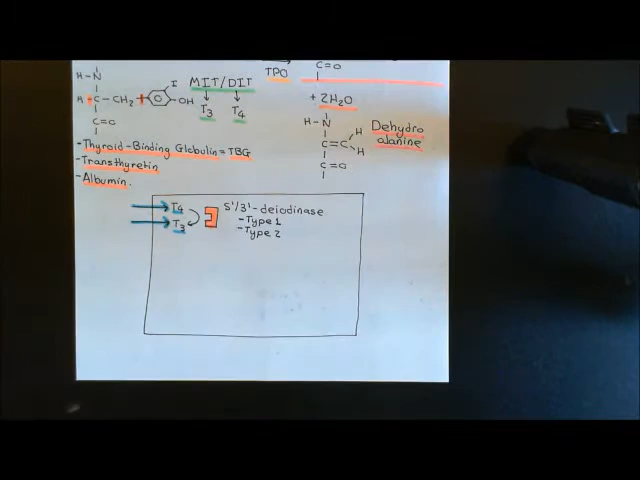 C=O
TPO
H-N
H-C-CH2
I
OH
C=O
MIT/DIT
T3 T4
+ 2H2O
H-N
C=C
H
H
C=O
Dehydro
alanine
-Thyroid-Binding Globulin = TBG
-Transthyretin
-Albumin.
T4
T3
5'/3'-deiodinase
-Type 1
-Type 2